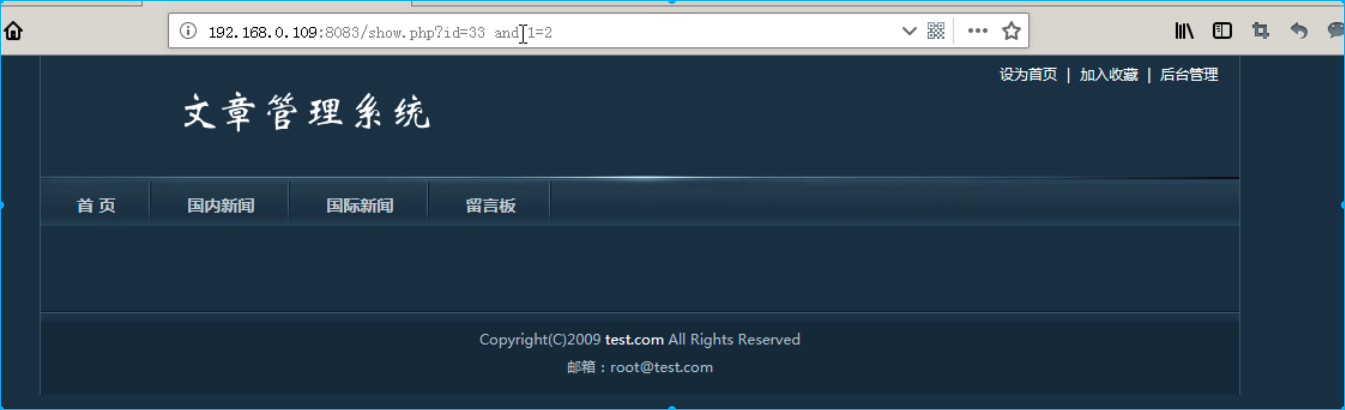 192.168.0.109:8083/show.php?id=33 and 1=2
设为首页 | 加入收藏 | 后台管理
文章管理系统
首 页 国内新闻 国际新闻 留言板
Copyright(C)2009 test.com All Rights Reserved
邮箱：root@test.com